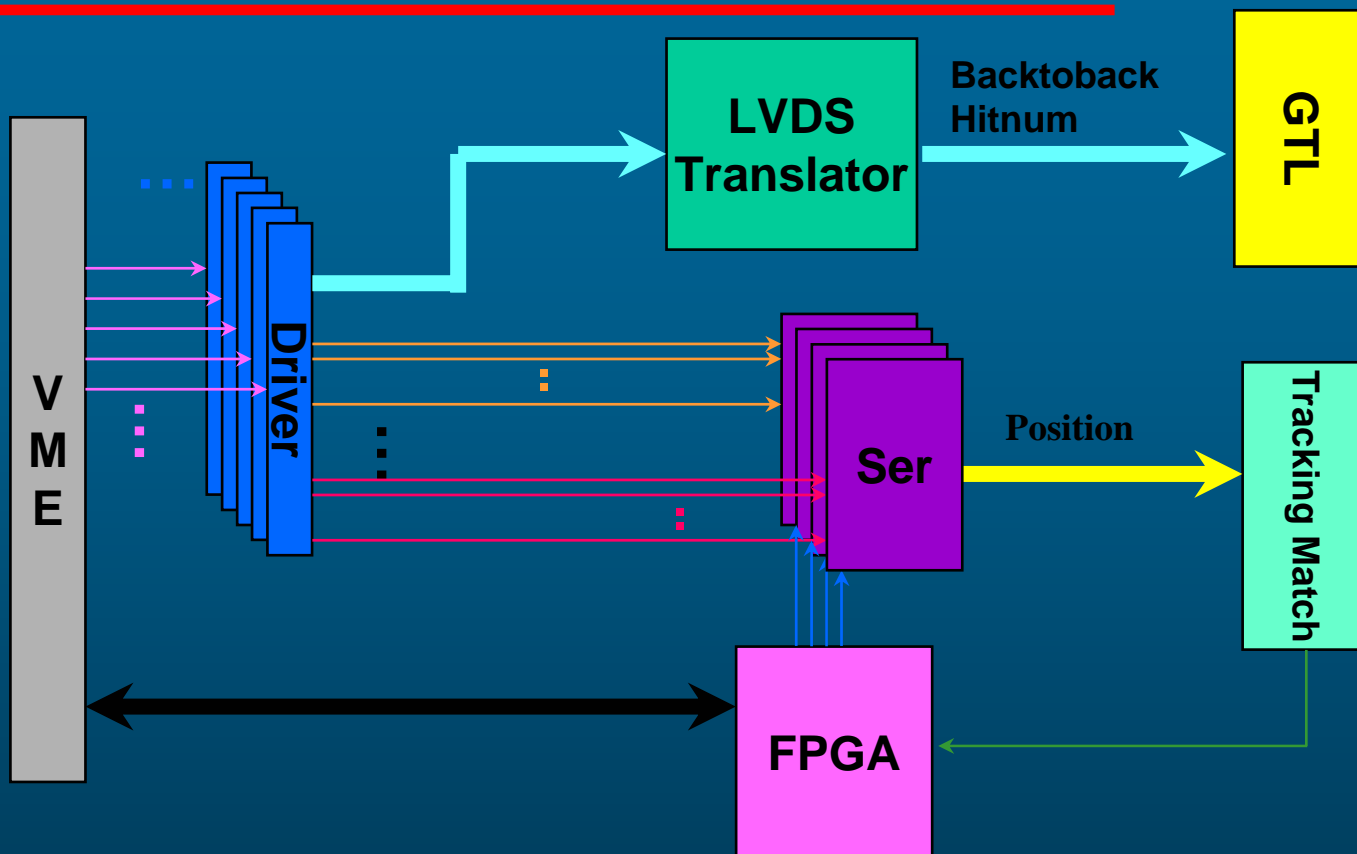 LVDS
Translator
Backtoback
Hitnum
GTL
V
M
E
Driver
Ser
Position
Tracking Match
FPGA